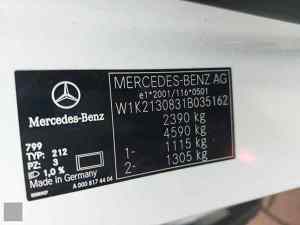 MERCEDES-BENZ AG
e1*2001/116*0501
W1K2130831B035162
2390 kg
4590 kg
1- 1115 kg
2- 1305 kg
Mercedes-Benz
799
TYP: 212
PZ: 3
1,0 %
Made in Germany
A 000 817 44 04